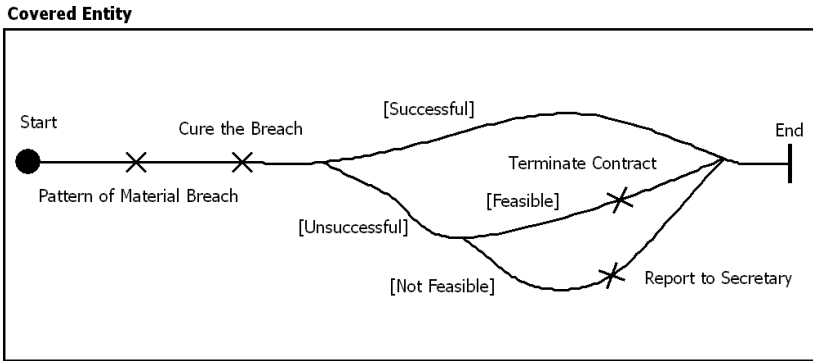 Covered Entity
[Successful]
Start
Cure the Breach
End
Terminate Contract
Pattern of Material Breach
[Feasible]
[Unsuccessful]
[Not Feasible]
Report to Secretary